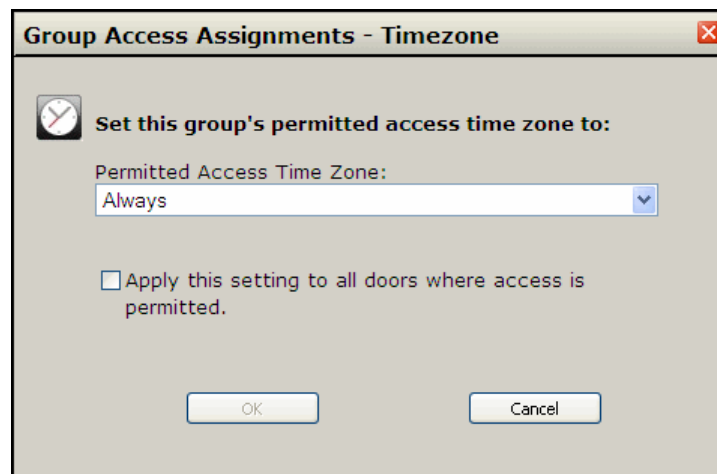 Group Access Assignments - Timezone
Set this group's permitted access time zone to:
Permitted Access Time Zone:
Always
Apply this setting to all doors where access is
permitted.
OK
Cancel